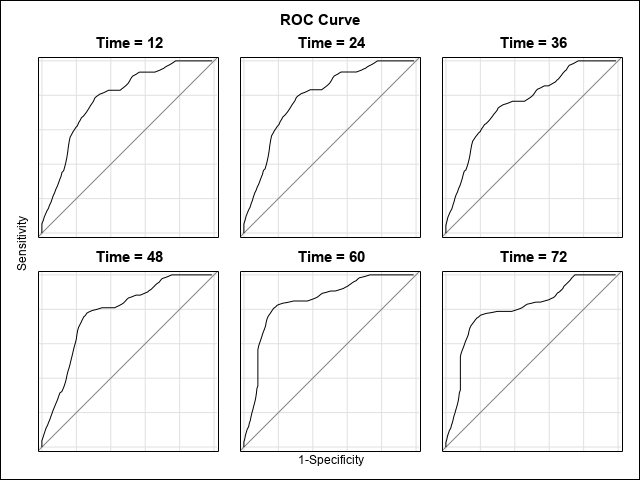 ROC Curve
Time = 12
Time = 24
Time = 36
Sensitivity
Time = 48
Time = 60
Time = 72
1-Specificity